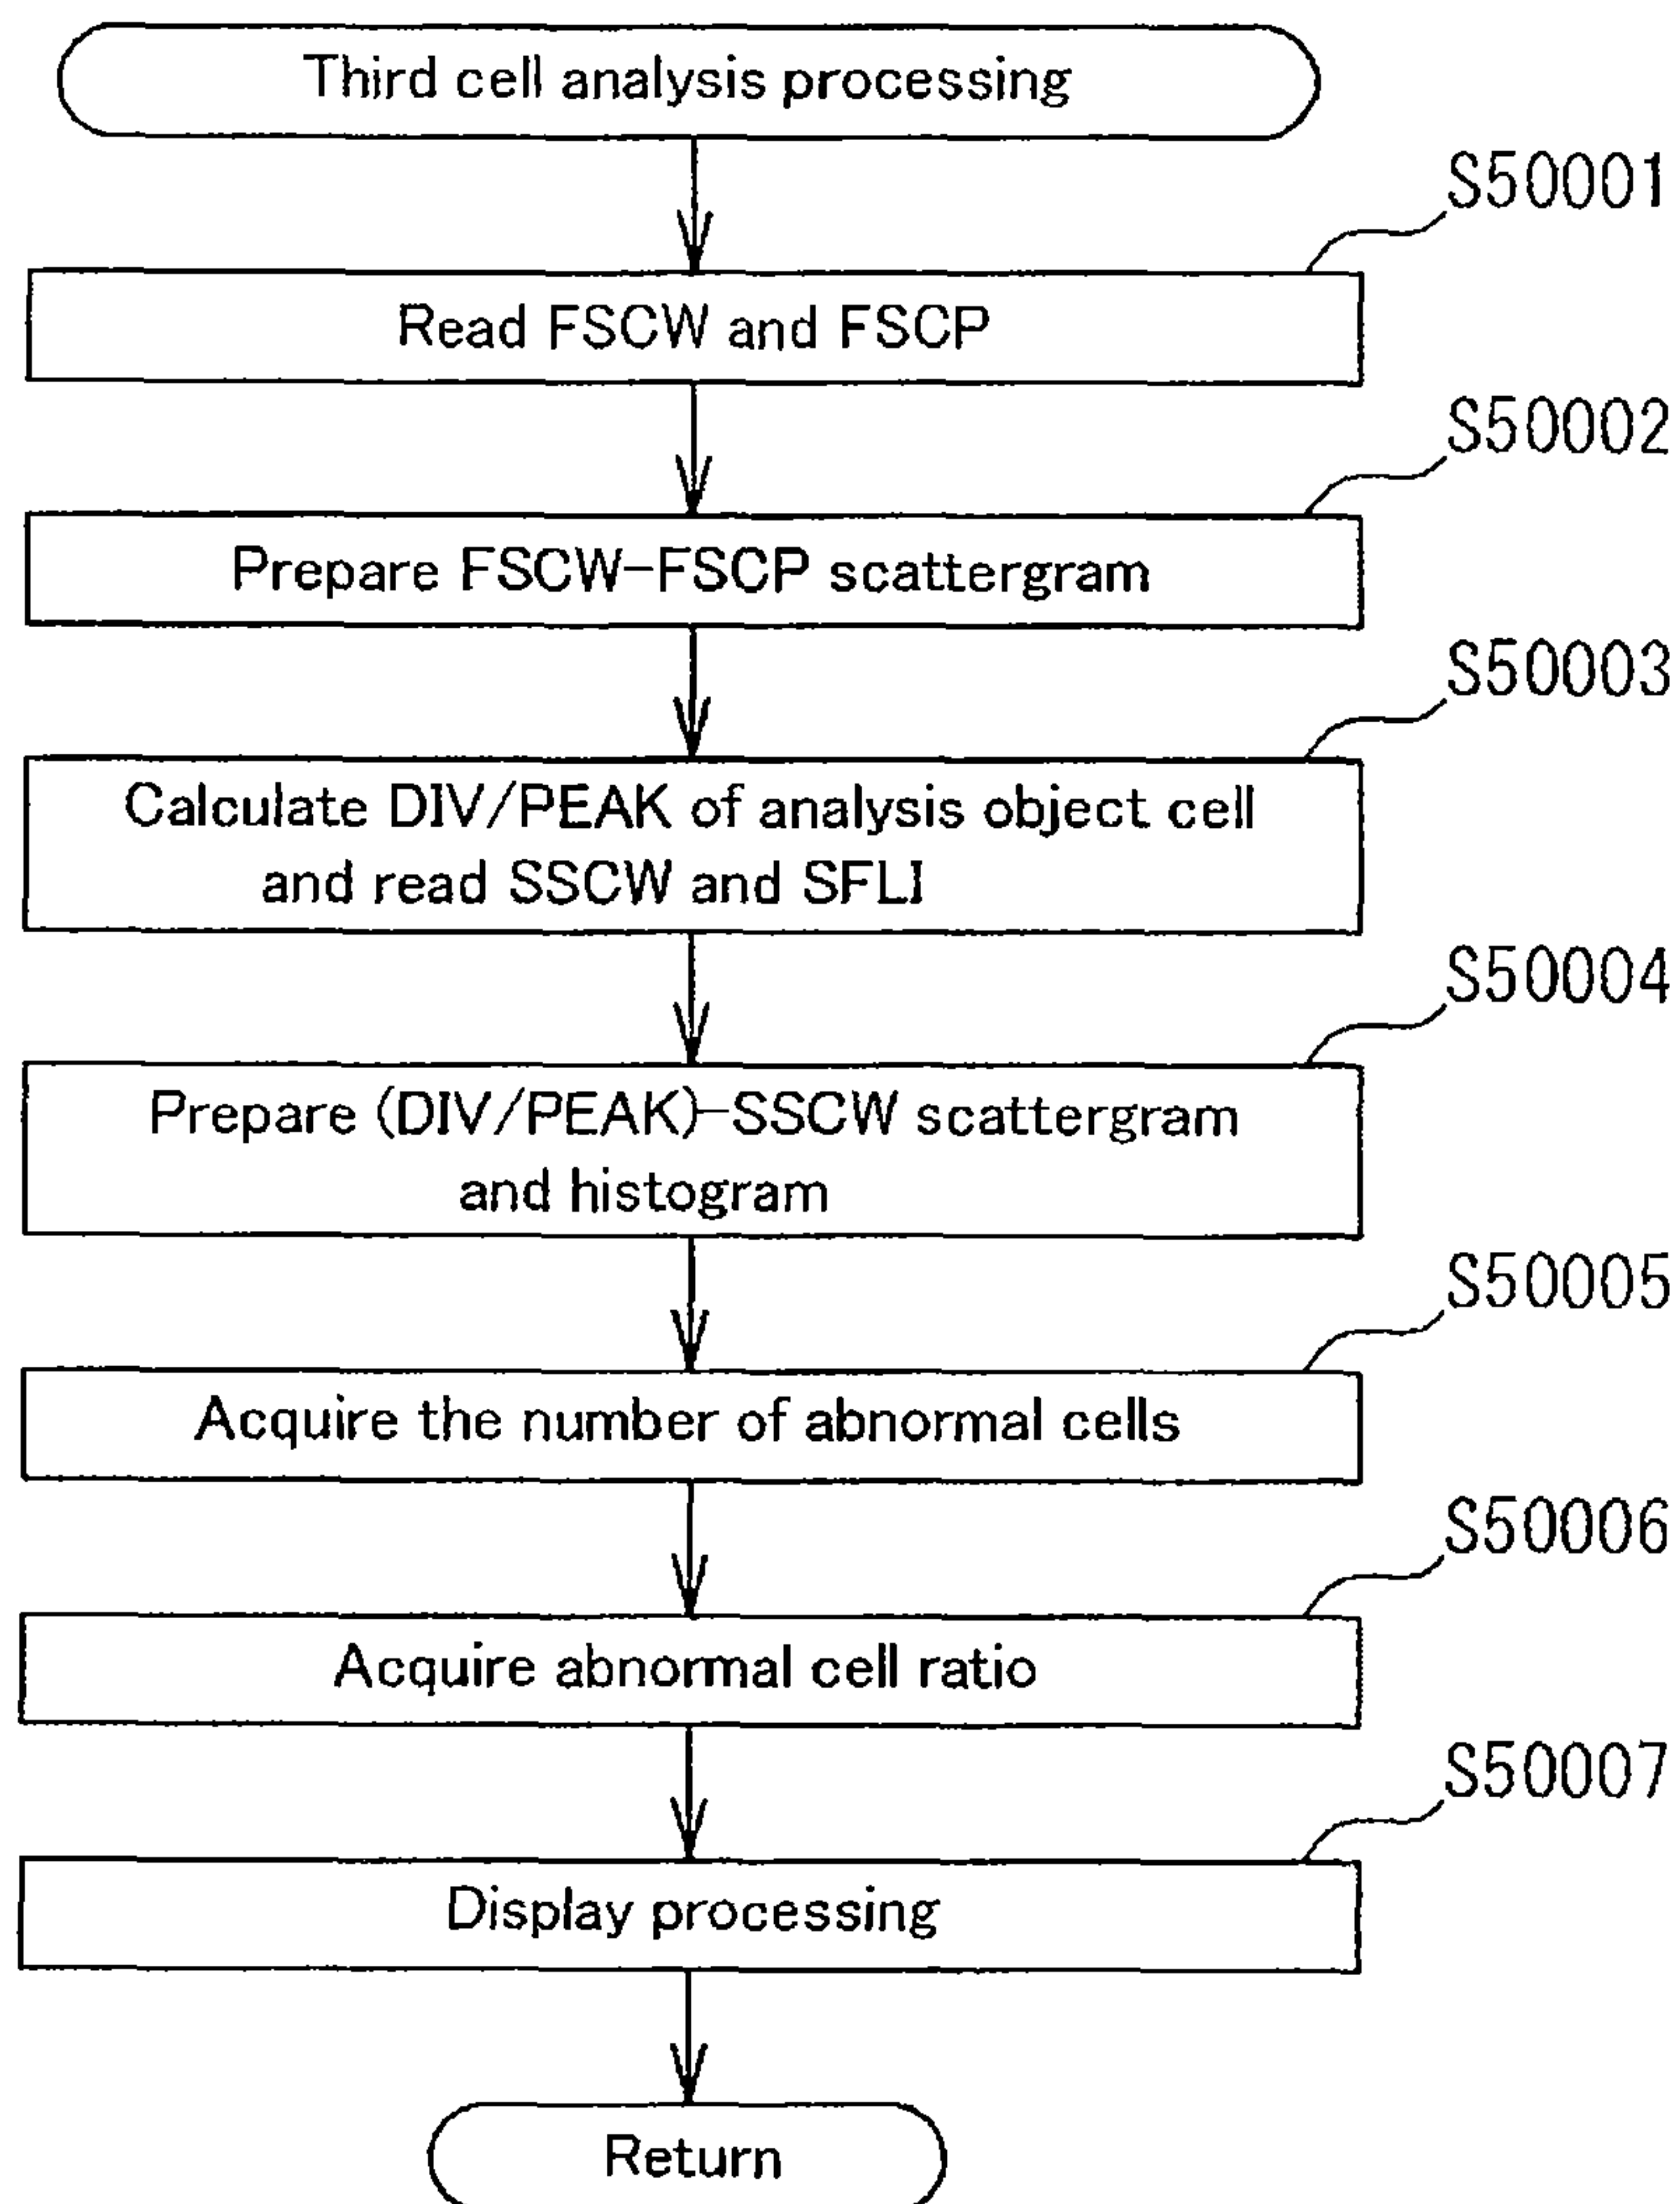 Third cell analysis processing
S50001
Read FSCW and FSCP
S50002
Prepare FSCW-FSCP scattergram
S50003
Calculate DIV/PEAK of analysis object cell
and read SSCW and SFLI
S50004
Prepare (DIV/PEAK)-SSCW scattergram
and histogram
S50005
Acquire the number of abnormal cells
S50006
Acquire abnormal cell ratio
S50007
Display processing
Return